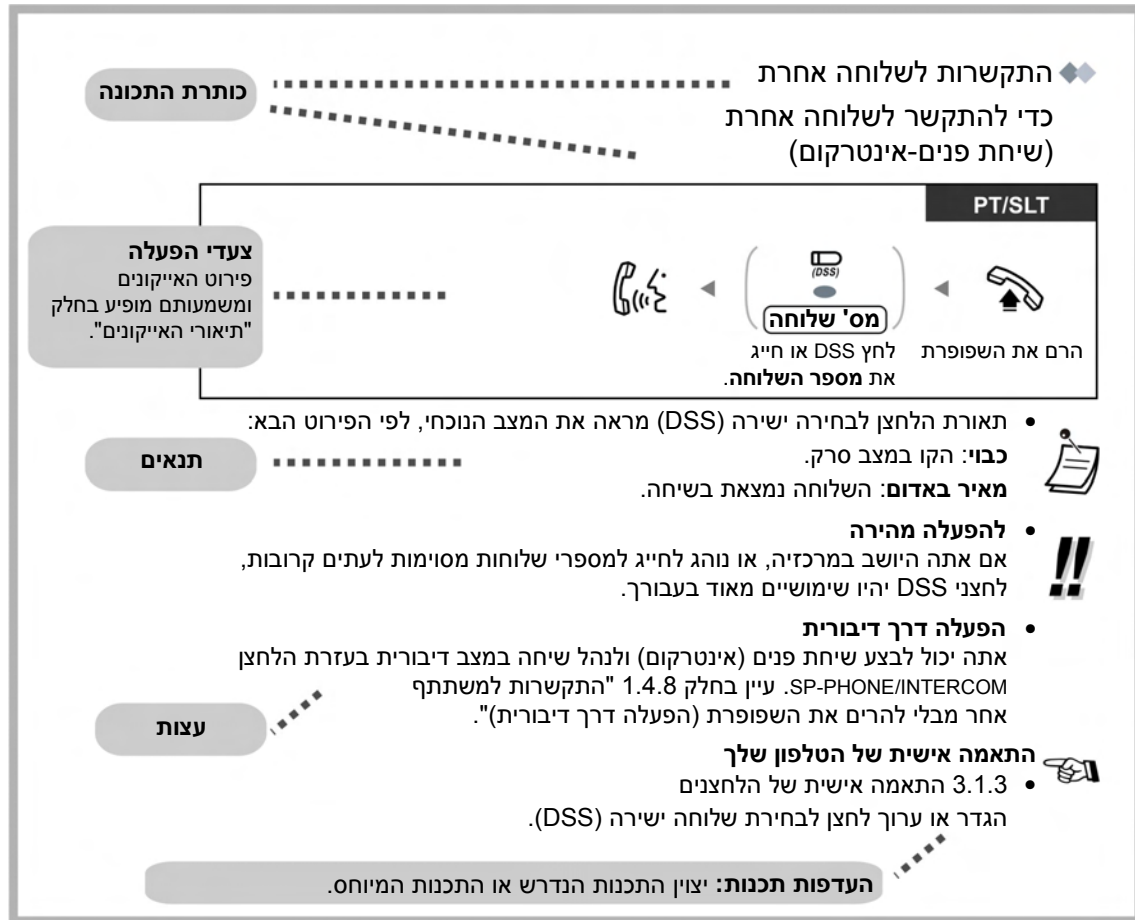 התקשרות לשלוחה אחרת
כותרת התכונה
כדי להתקשר לשלוחה אחרת
(שיחת פנים-אינטרקום)
PT/SLT
צעדי הפעלה
פירוט האייקונים
ומשמעותם מופיע בחלק
"תיאורי האייקונים".
(DSS)
מס' שלוחה
הרם את השפופרת
לחץ DSS או חייג
את מספר השלוחה.
• תאורת הלחצן לבחירה ישירה (DSS) מראה את המצב הנוכחי, לפי הפירוט הבא:
כבוי: הקו במצב סרק.
מאיר באדום: השלוחה נמצאת בשיחה.
תנאים
• להפעלה מהירה
אם אתה היושב במרכזיה, או נוהג לחייג למספרי שלוחות מסוימות לעתים קרובות,
לחצני DSS יהיו שימושיים מאוד בעבורך.
• הפעלה דרך דיבורית
אתה יכול לבצע שיחת פנים (אינטרקום) ולנהל שיחה במצב דיבורית בעזרת הלחצן
SP-PHONE/INTERCOM. עיין בחלק 1.4.8 "התקשרות למשתתף
אחר מבלי להרים את השפופרת (הפעלה דרך דיבורית)".
עצות
התאמה אישית של הטלפון שלך
• 3.1.3 התאמה אישית של הלחצנים
הגדר או ערוך לחצן לבחירת שלוחה ישירה (DSS).
העדפות תכנות: יצוין התכנות הנדרש או התכנות המיוחס.